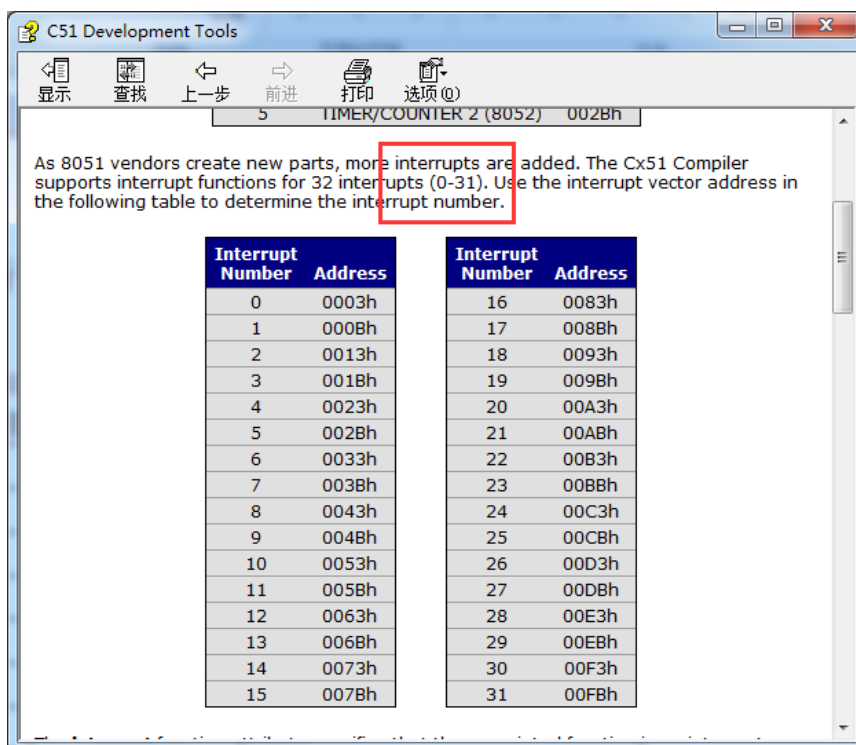 C51 Development Tools
显示 查找 上一步 前进 打印 选项(O)
5 TIMER/COUNTER 2 (8052) 002Bh
As 8051 vendors create new parts, more interrupts are added. The Cx51 Compiler
supports interrupt functions for 32 interrupts (0-31). Use the interrupt vector address in
the following table to determine the interrupt number.
Interrupt Number Address Interrupt Number Address
0 0003h 16 0083h
1 000Bh 17 008Bh
2 0013h 18 0093h
3 001Bh 19 009Bh
4 0023h 20 00A3h
5 002Bh 21 00ABh
6 0033h 22 00B3h
7 003Bh 23 00BBh
8 0043h 24 00C3h
9 004Bh 25 00CBh
10 0053h 26 00D3h
11 005Bh 27 00DBh
12 0063h 28 00E3h
13 006Bh 29 00EBh
14 0073h 30 00F3h
15 007Bh 31 00FBh